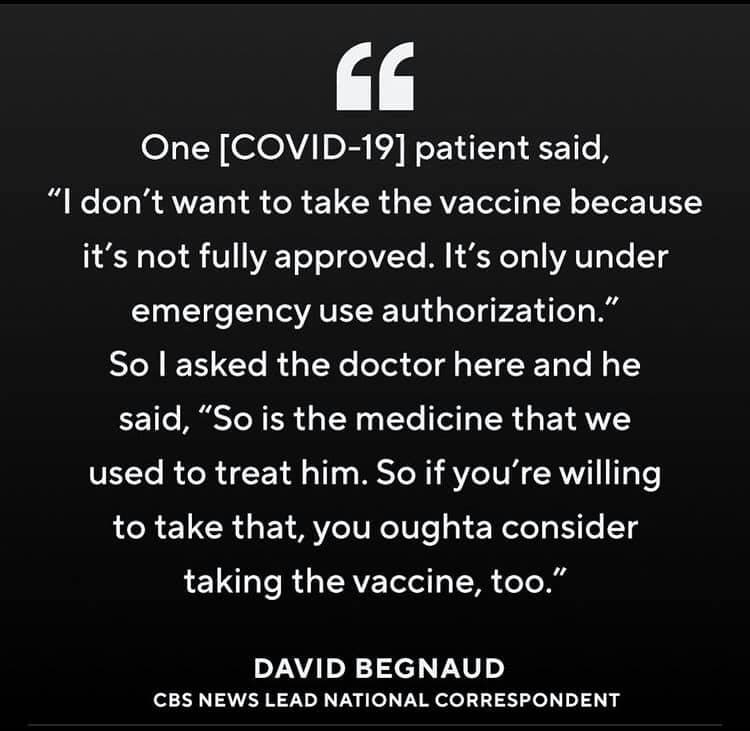 “
One [COVID-19] patient said,
“I don’t want to take the vaccine because
it’s not fully approved. It’s only under
emergency use authorization.”
So I asked the doctor here and he
said, “So is the medicine that we
used to treat him. So if you’re willing
to take that, you oughta consider
taking the vaccine, too.”
DAVID BEGNAUD
CBS NEWS LEAD NATIONAL CORRESPONDENT